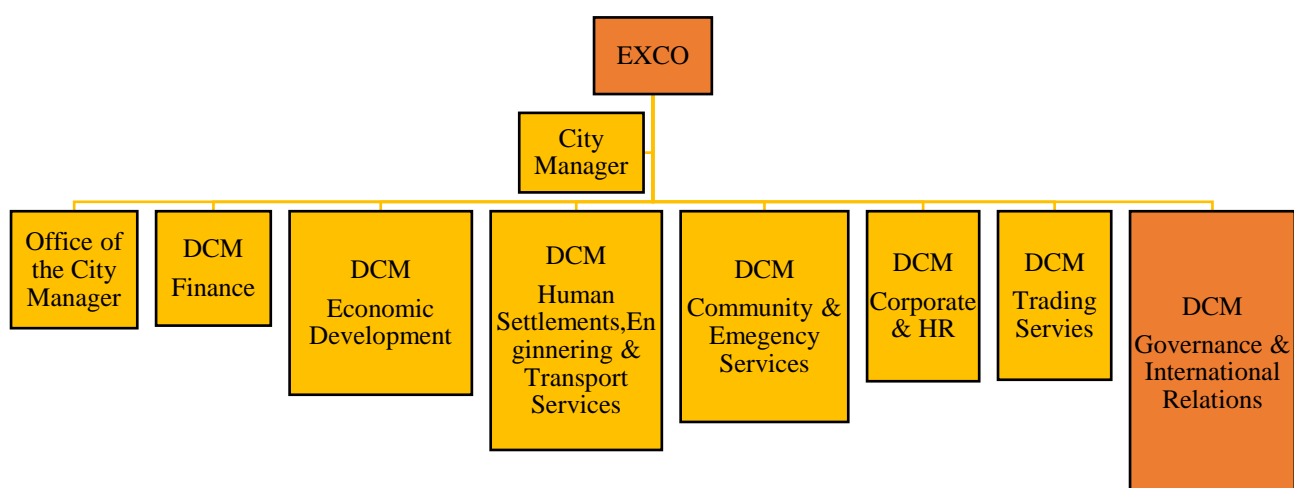 EXCO
City
Manager
Office of
the City
Manager
DCM
Finance
DCM
Economic
Development
DCM
Human
Settlements,En
ginnering &
Transport
Services
DCM
Community &
Emegency
Services
DCM
Corporate
& HR
DCM
Trading
Servies
DCM
Governance &
International
Relations